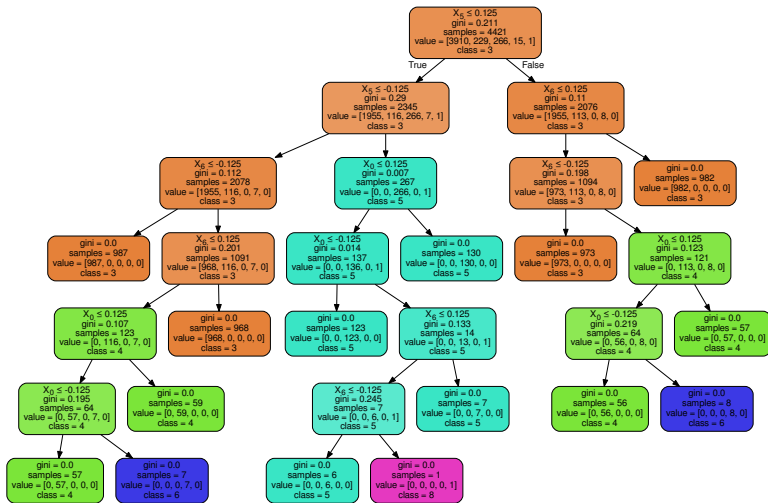 X5 ≤ 0.125
gini = 0.211
samples = 4421
value = [3910, 229, 266, 15, 1]
class = 3
True
False
X5 ≤ -0.125
gini = 0.29
samples = 2345
value = [1955, 116, 266, 7, 1]
class = 3
X6 ≤ 0.125
gini = 0.11
samples = 2076
value = [1955, 113, 0, 8, 0]
class = 3
X6 ≤ -0.125
gini = 0.112
samples = 2078
value = [1955, 116, 0, 7, 0]
class = 3
X0 ≤ 0.125
gini = 0.007
samples = 267
value = [0, 0, 266, 0, 1]
class = 5
X6 ≤ -0.125
gini = 0.198
samples = 1094
value = [973, 113, 0, 8, 0]
class = 3
gini = 0.0
samples = 982
value = [982, 0, 0, 0, 0]
class = 3
gini = 0.0
samples = 987
value = [987, 0, 0, 0, 0]
class = 3
X6 ≤ 0.125
gini = 0.201
samples = 1091
value = [968, 116, 0, 7, 0]
class = 3
X0 ≤ -0.125
gini = 0.014
samples = 137
value = [0, 0, 136, 0, 1]
class = 5
gini = 0.0
samples = 130
value = [0, 0, 130, 0, 0]
class = 5
gini = 0.0
samples = 973
value = [973, 0, 0, 0, 0]
class = 3
X0 ≤ 0.125
gini = 0.123
samples = 121
value = [0, 113, 0, 8, 0]
class = 4
X0 ≤ 0.125
gini = 0.107
samples = 123
value = [0, 116, 0, 7, 0]
class = 4
gini = 0.0
samples = 968
value = [968, 0, 0, 0, 0]
class = 3
gini = 0.0
samples = 123
value = [0, 0, 123, 0, 0]
class = 5
X6 ≤ 0.125
gini = 0.133
samples = 14
value = [0, 0, 13, 0, 1]
class = 5
X0 ≤ -0.125
gini = 0.219
samples = 64
value = [0, 56, 0, 8, 0]
class = 4
gini = 0.0
samples = 57
value = [0, 57, 0, 0, 0]
class = 4
X0 ≤ -0.125
gini = 0.195
samples = 64
value = [0, 57, 0, 7, 0]
class = 4
gini = 0.0
samples = 59
value = [0, 59, 0, 0, 0]
class = 4
X6 ≤ -0.125
gini = 0.245
samples = 7
value = [0, 0, 6, 0, 1]
class = 5
gini = 0.0
samples = 7
value = [0, 0, 7, 0, 0]
class = 5
gini = 0.0
samples = 56
value = [0, 56, 0, 0, 0]
class = 4
gini = 0.0
samples = 8
value = [0, 0, 0, 8, 0]
class = 6
gini = 0.0
samples = 57
value = [0, 57, 0, 0, 0]
class = 4
gini = 0.0
samples = 7
value = [0, 0, 0, 7, 0]
class = 6
gini = 0.0
samples = 6
value = [0, 0, 6, 0, 0]
class = 5
gini = 0.0
samples = 1
value = [0, 0, 0, 0, 1]
class = 8